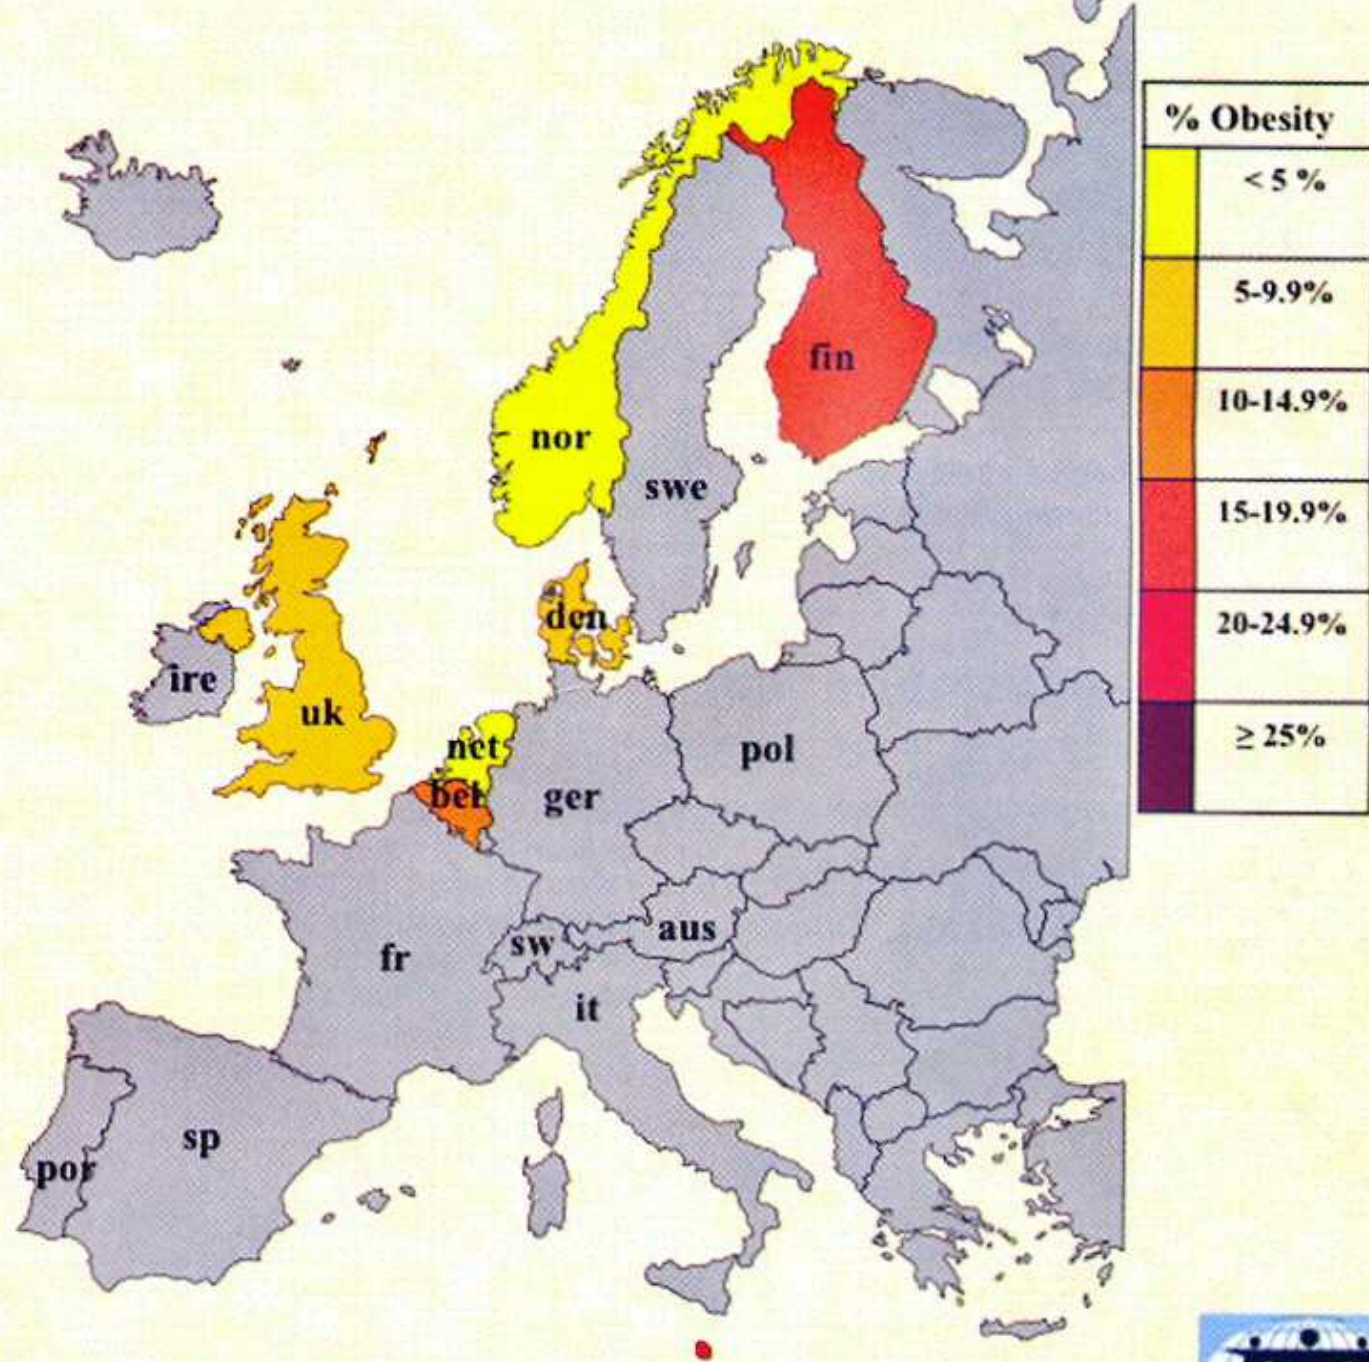 % Obesity
< 5 %
5-9.9%
10-14.9%
15-19.9%
20-24.9%
≥ 25%
fin
nor
swe
den
ire
uk
net
bel
ger
pol
fr
sw
aus
it
sp
por